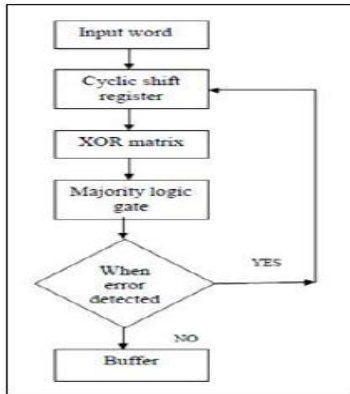 Input word
Cyclic shift
register
XOR matrix
Majority logic
gate
When
error
detected
YES
NO
Buffer